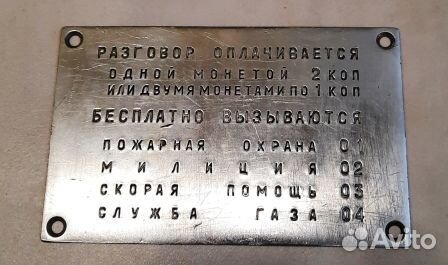 РАЗГОВОР ОПЛАЧИВАЕТСЯ
ОДНОЙ МОНЕТОЙ 2 КОП
ИЛИ ДВУМЯ МОНЕТАМИ ПО 1 КОП
БЕСПЛАТНО ВЫЗЫВАЮТСЯ
ПОЖАРНАЯ ОХРАНА 01
МИЛИЦИЯ 02
СКОРАЯ ПОМОЩЬ 03
СЛУЖБА ГАЗА 04
Avito